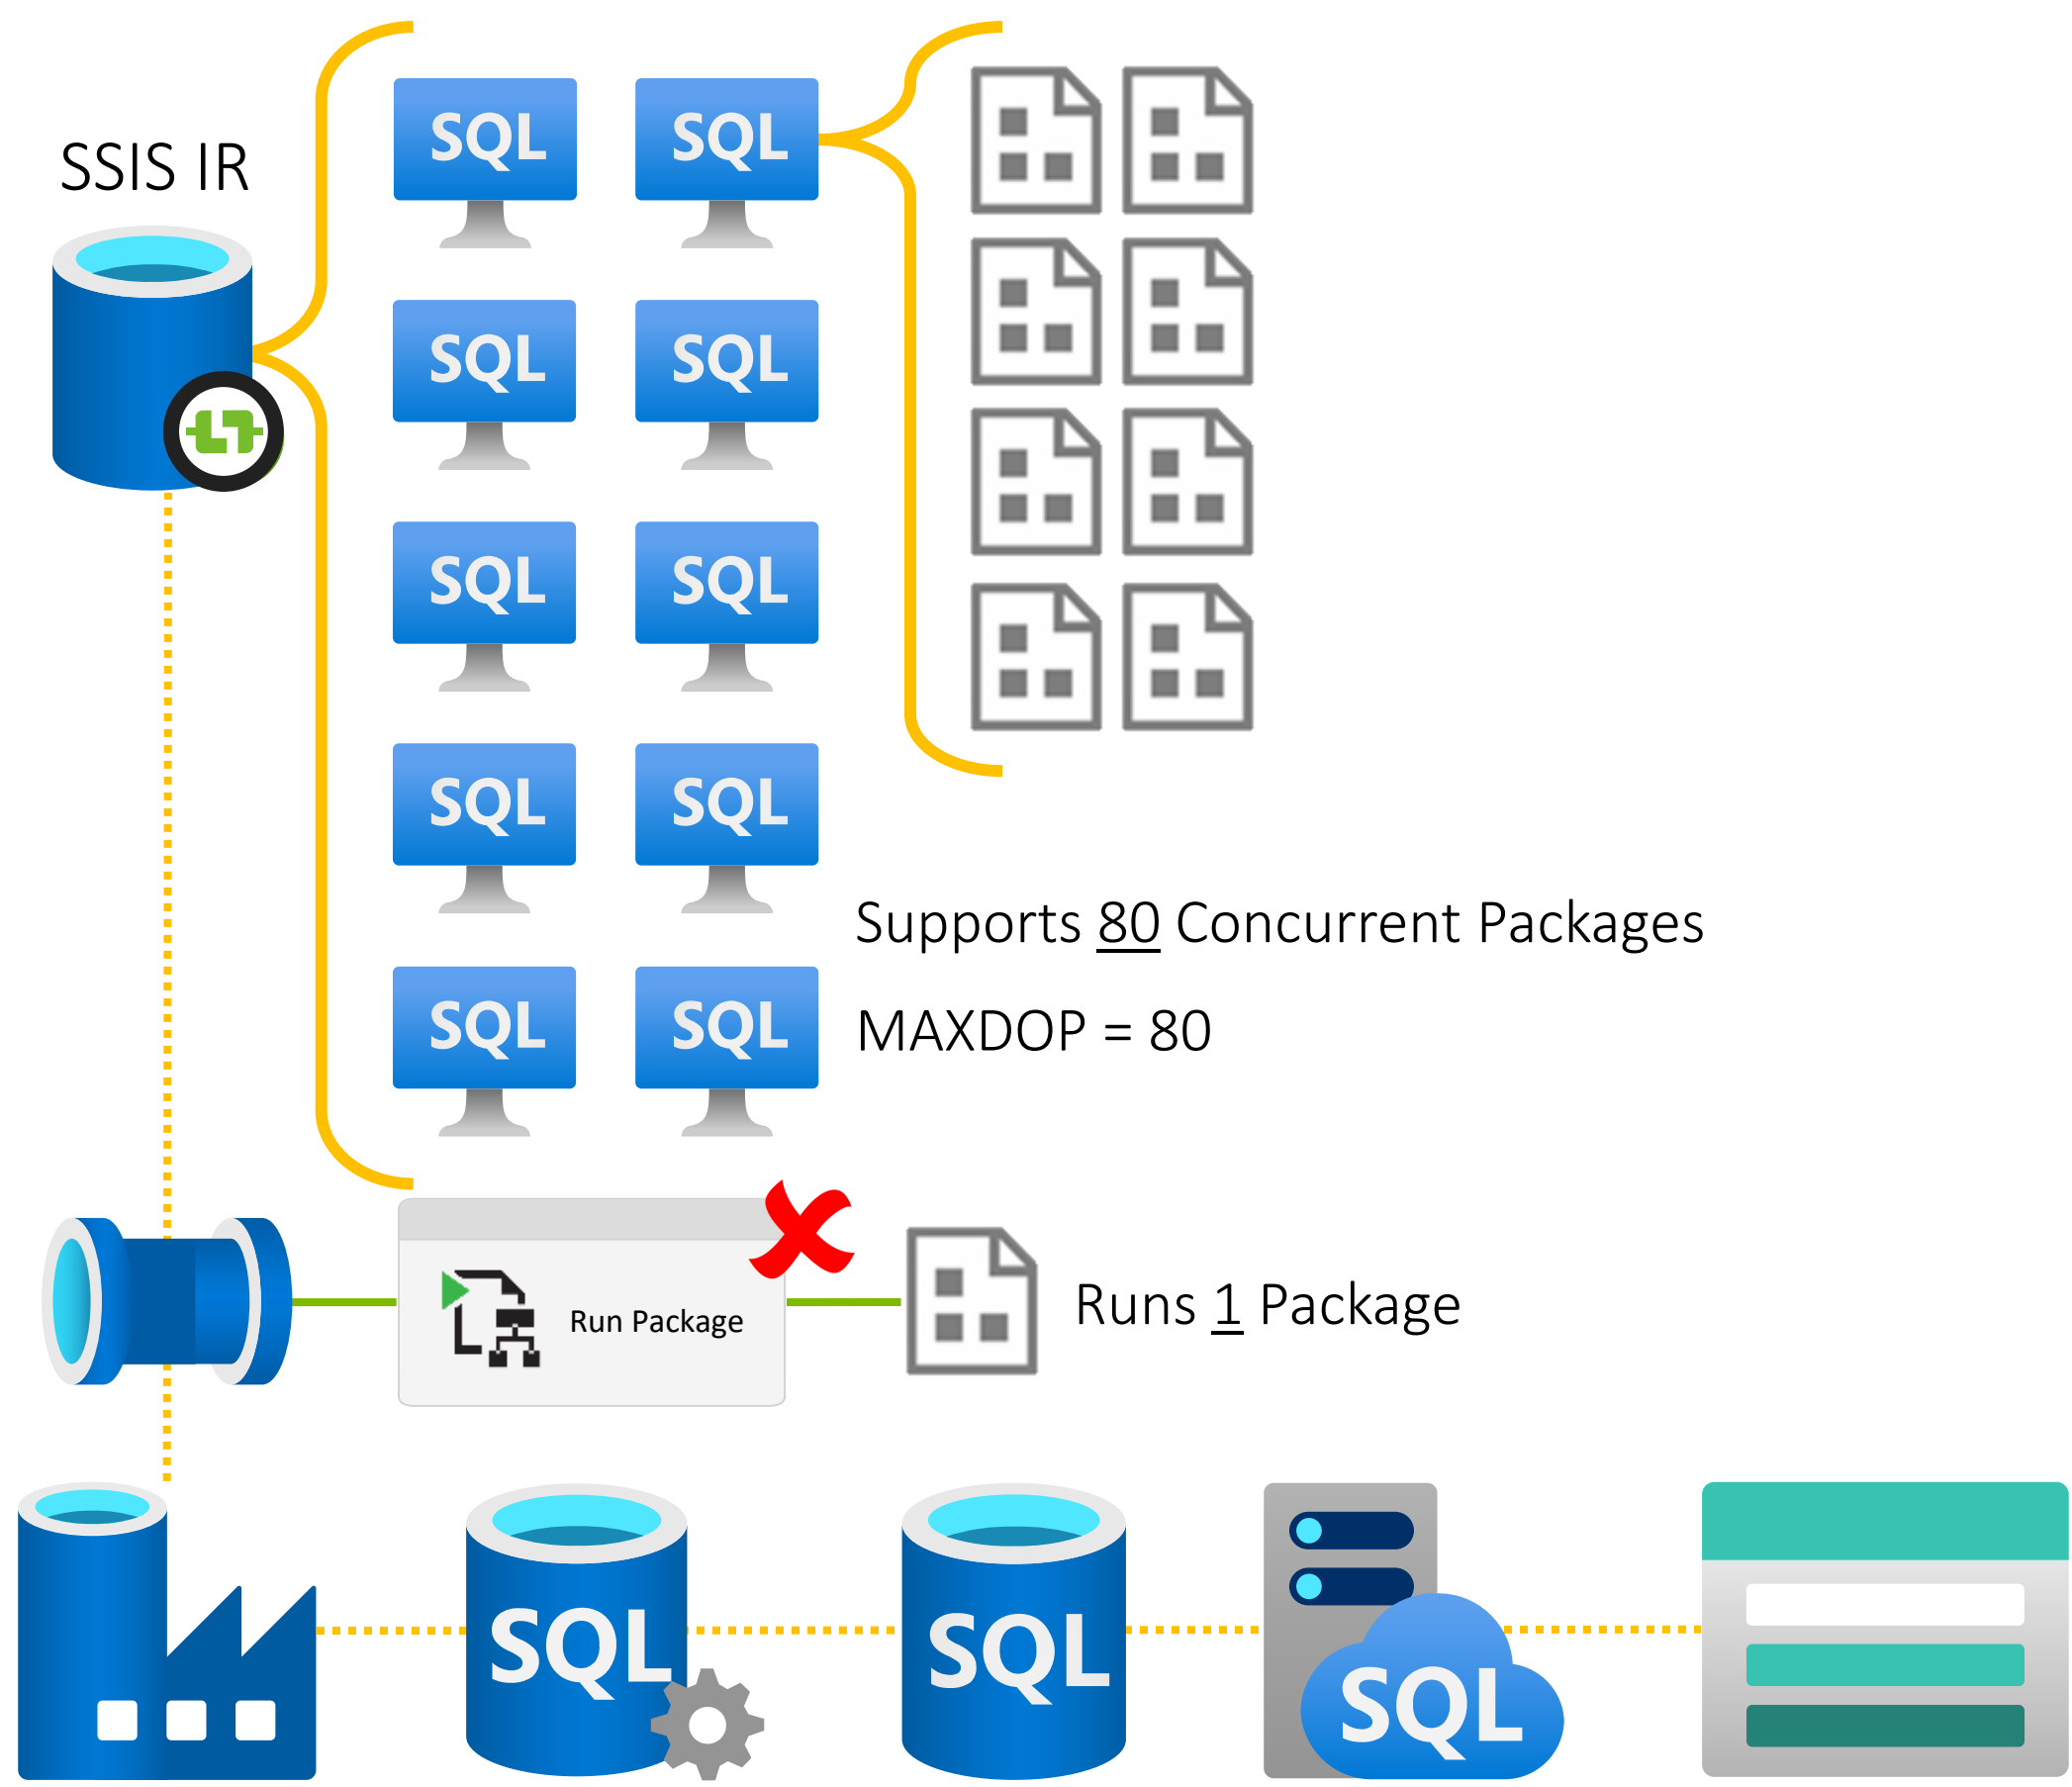 SSIS IR
SQL SQL
SQL SQL
SQL SQL
SQL SQL
SQL SQL
Supports 80 Concurrent Packages
MAXDOP = 80
Run Package
Runs 1 Package
SQL SQL SQL